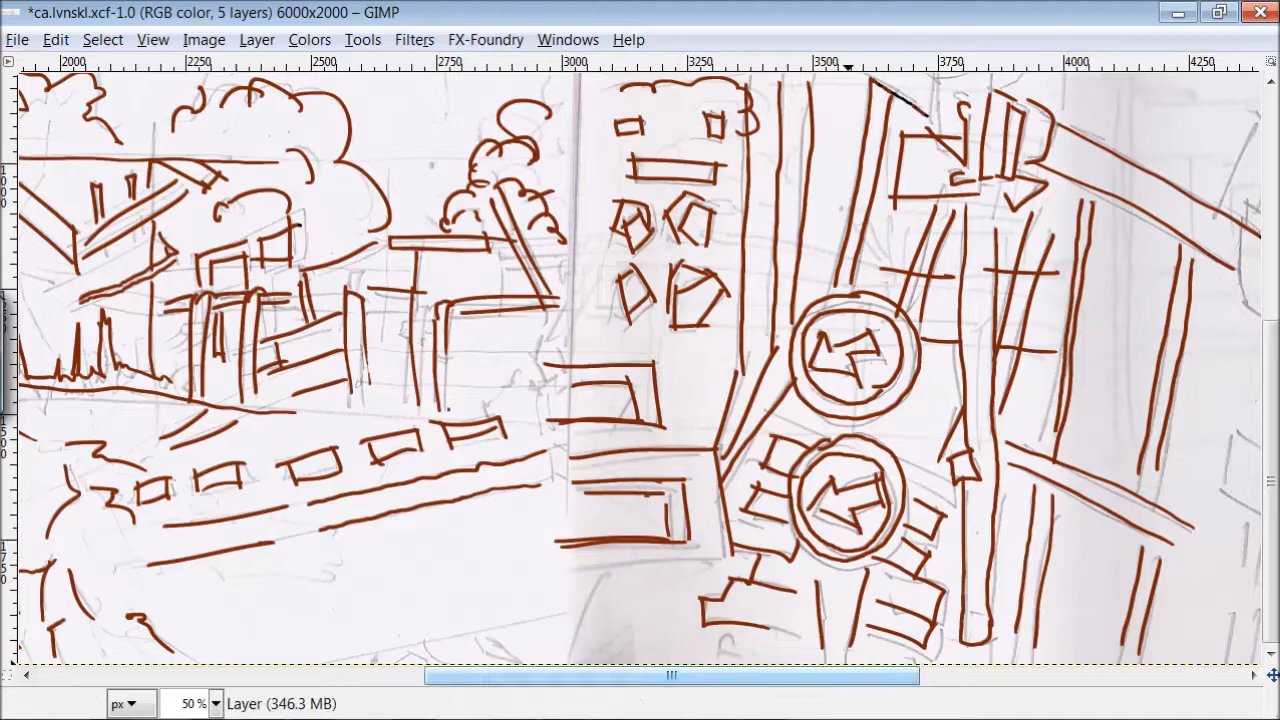 *ca.lvnskl.xcf-1.0 (RGB color, 5 layers) 6000x2000 – GIMP
File Edit Select View Image Layer Colors Tools Filters FX-Foundry Windows Help
2000 2250 2500 2750 3000 3250 3500 3750 4000 4250
px 50 % Layer (346.3 MB)